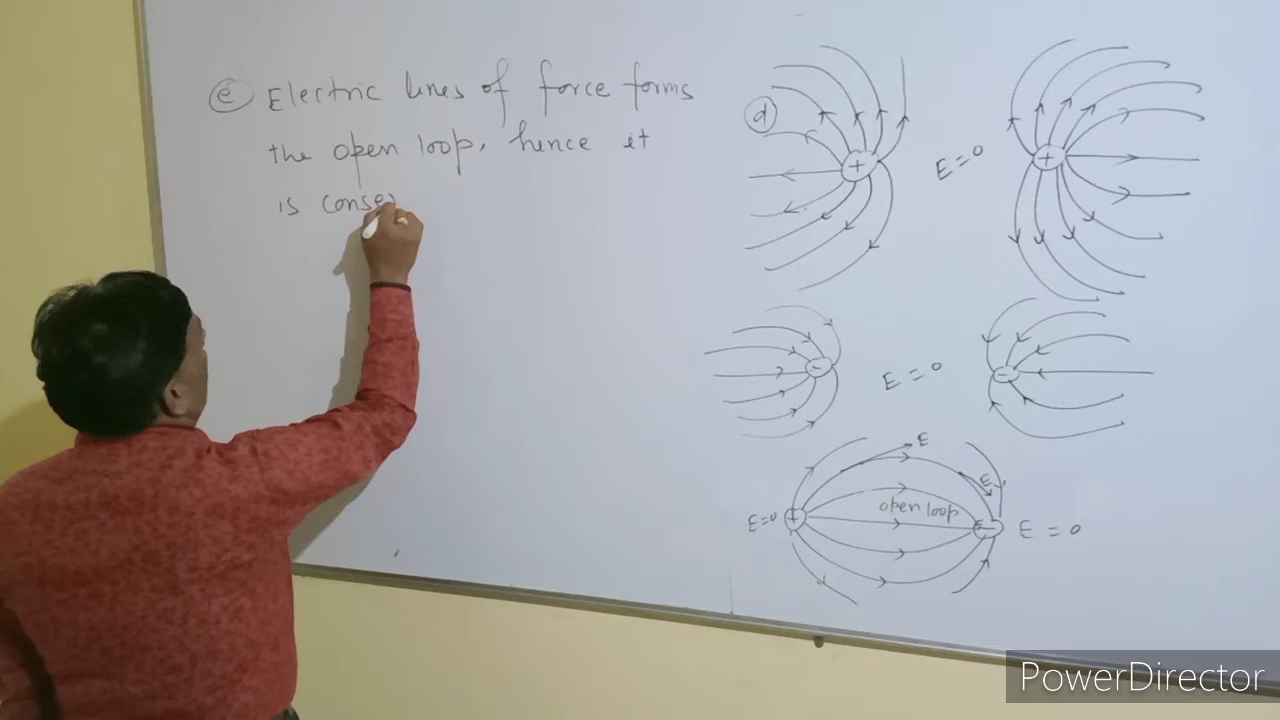 e Electric lines of force forms
the open loop, hence it
is conse
d
+
E=0
+
-
E=0
-
E
E
open loop
E=0
+
E
-
E=0
PowerDirector